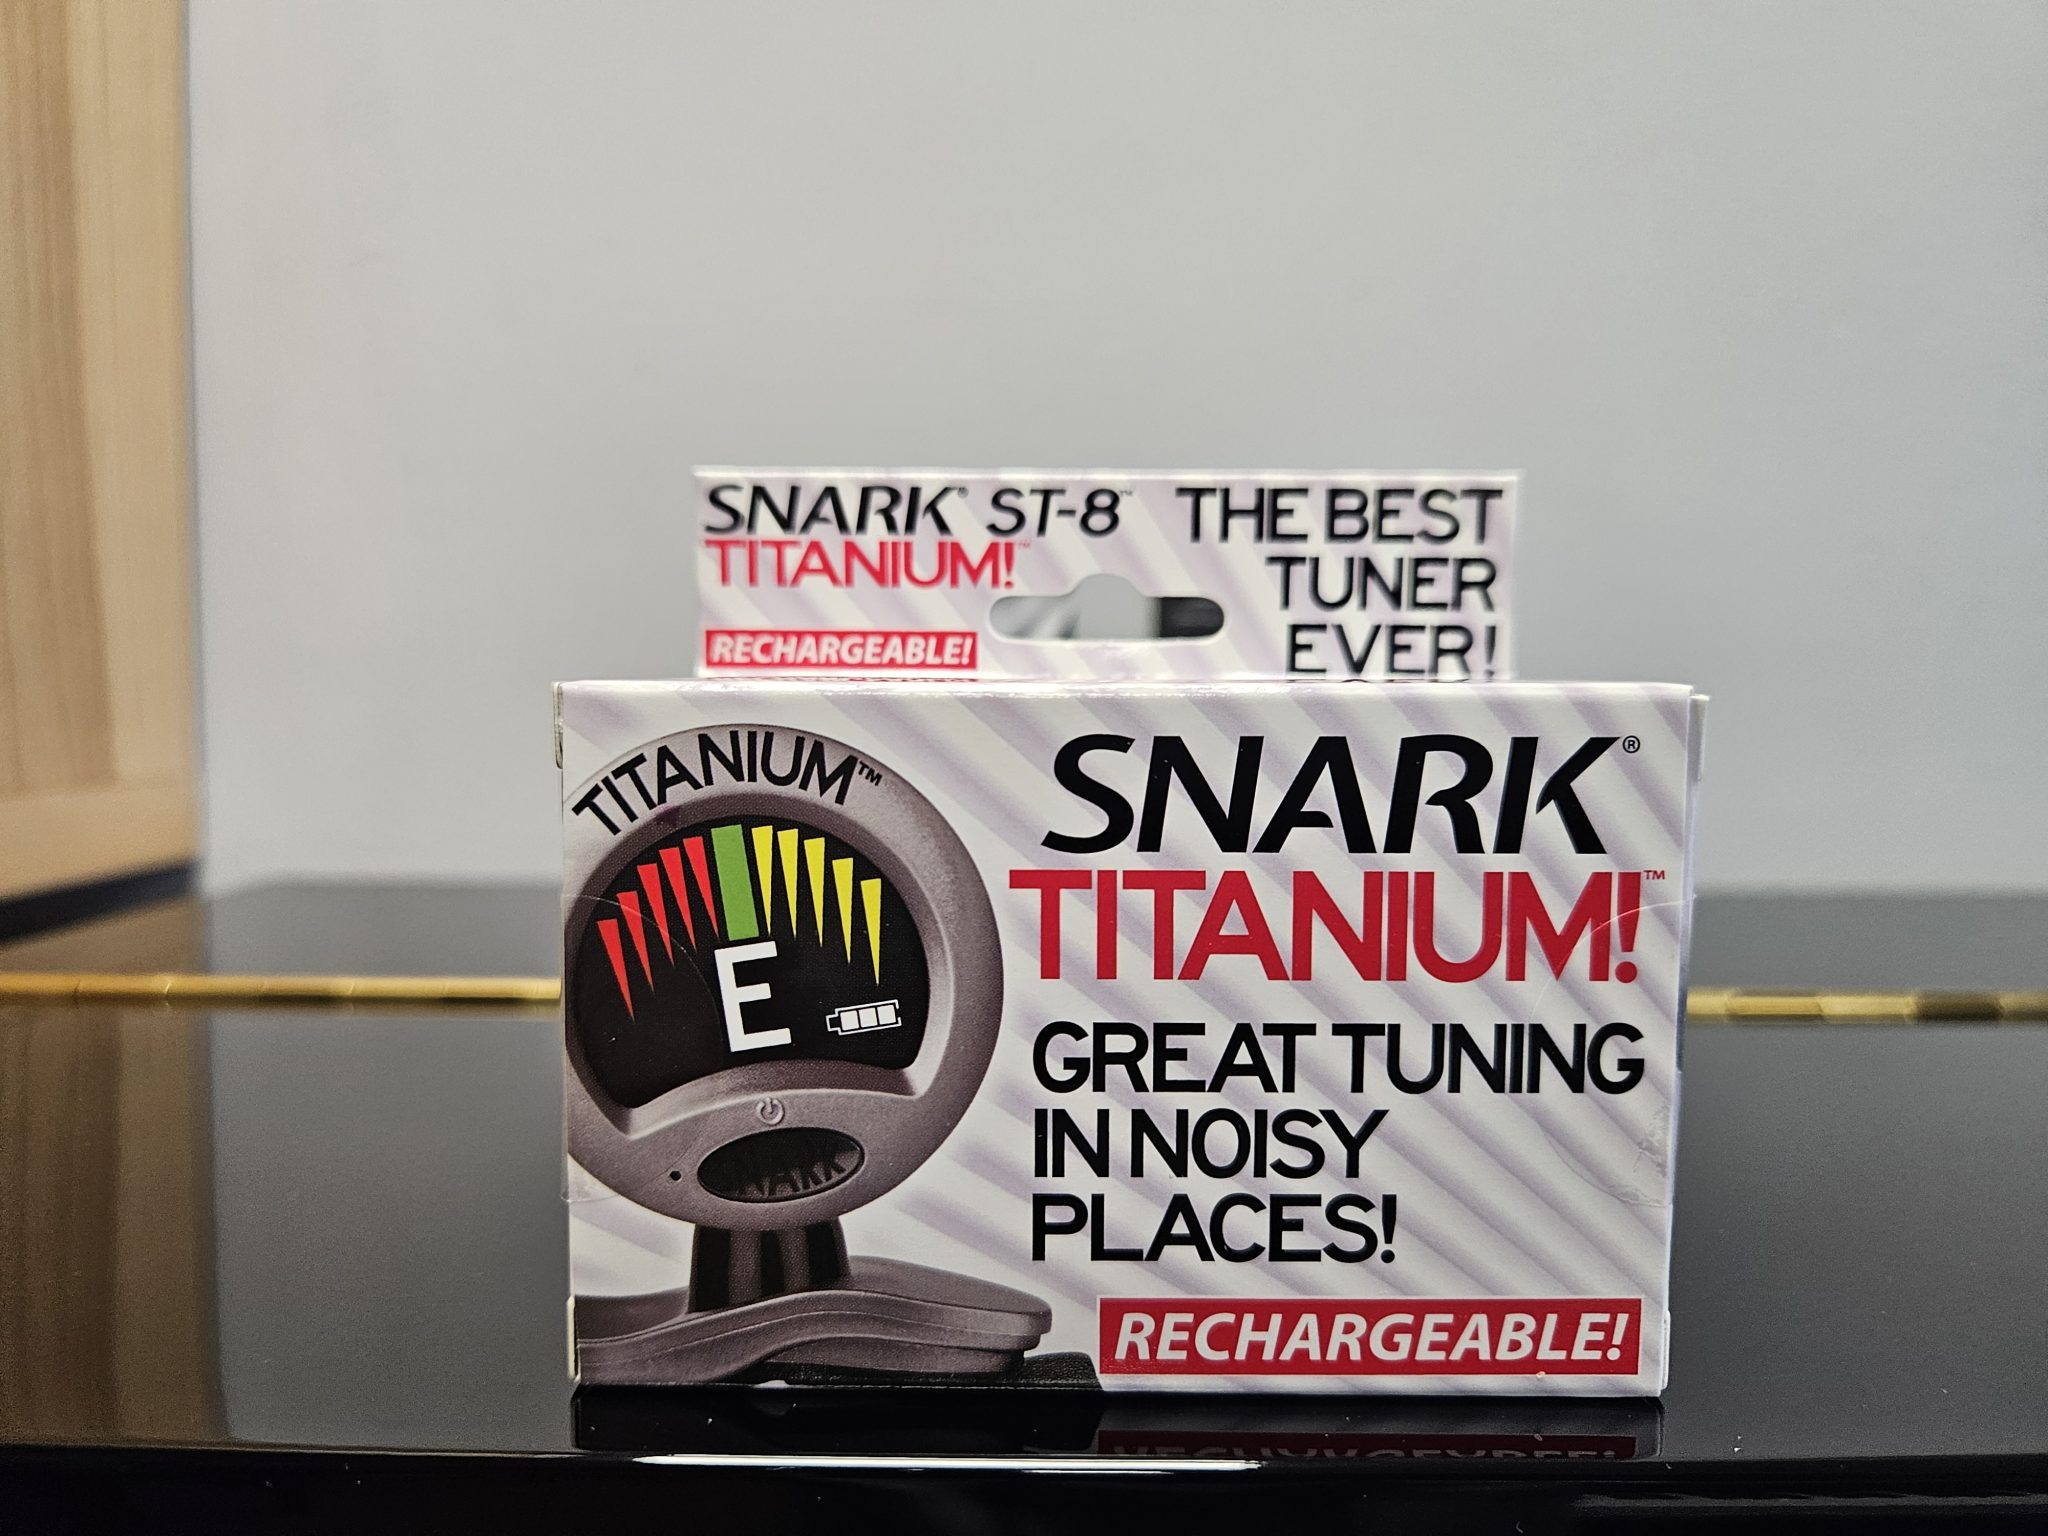 SNARK® ST-8™
TITANIUM!™
RECHARGEABLE!
THE BEST
TUNER
EVER!
TITANIUM™
E
SNARK
SNARK®
TITANIUM!™
GREAT TUNING
IN NOISY
PLACES!
RECHARGEABLE!